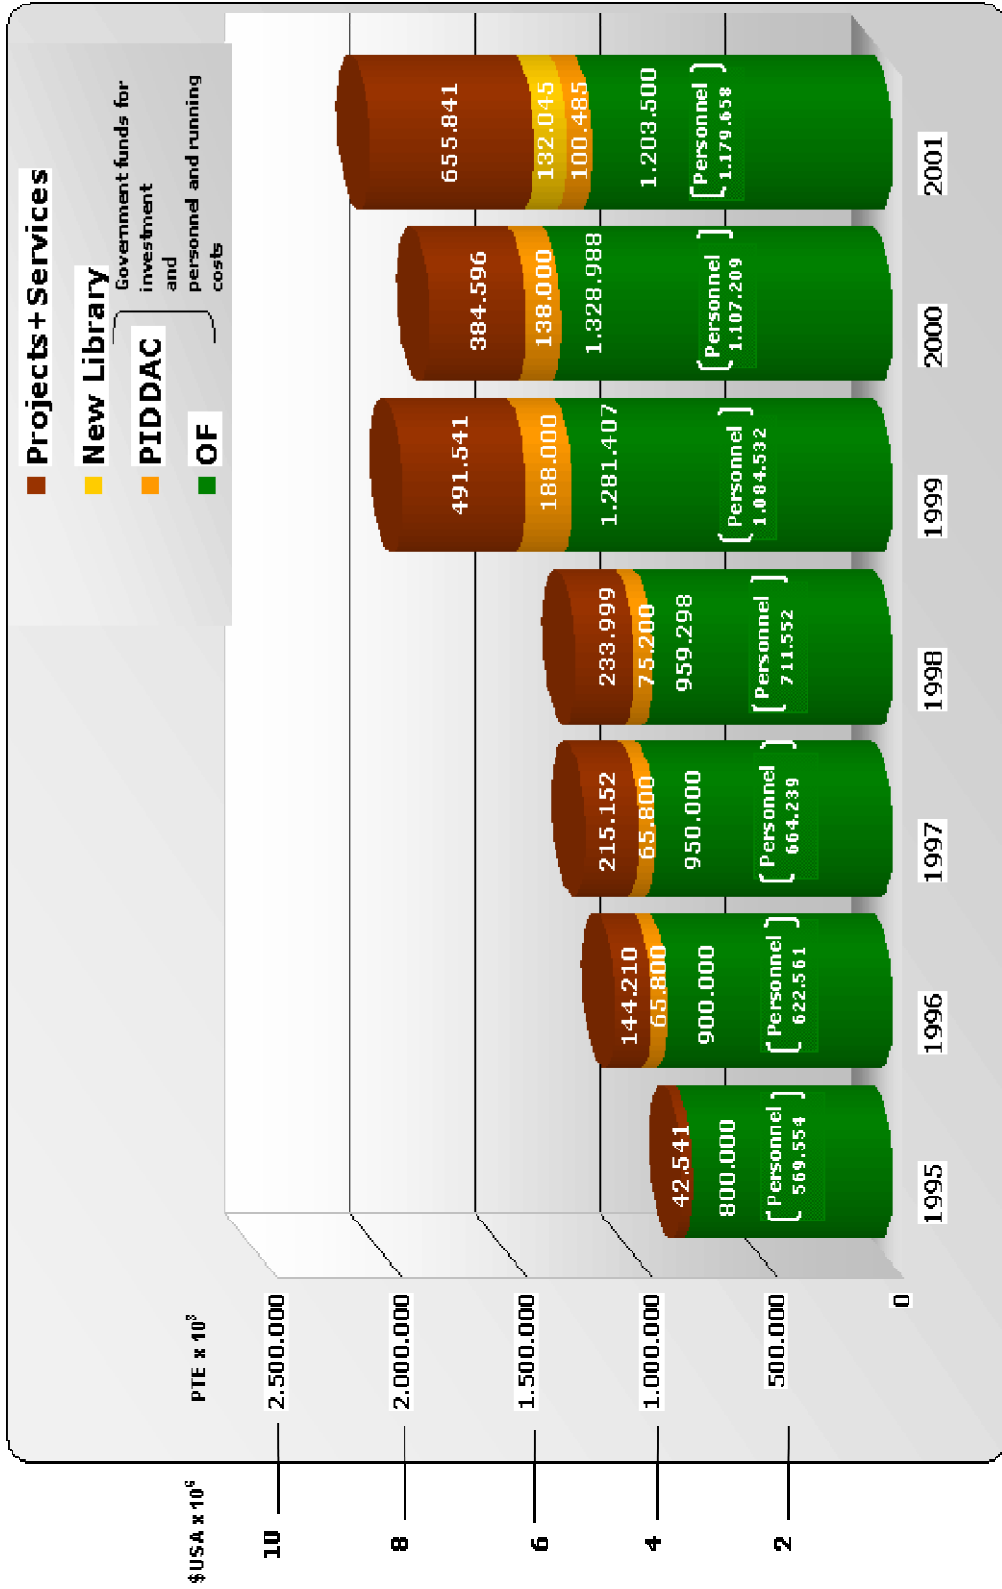 Projects+Services
New Library
PIDDAC
OF
Government funds for
investment
and
personnel and running
costs
$USA x 10⁶
PTE x 10³
10
2.500.000
8
2.000.000
6
1.500.000
4
1.000.000
2
500.000
0
42.541
800.000
[Personnel]
569.554
144.210
65.800
900.000
[Personnel]
622.561
215.152
65.800
950.000
[Personnel]
664.239
233.999
75.200
959.298
[Personnel]
711.552
491.541
188.000
1.281.407
[Personnel]
1.084.532
384.596
138.000
1.328.988
[Personnel]
1.107.209
655.841
132.045
100.485
1.203.500
[Personnel]
1.179.658
1995
1996
1997
1998
1999
2000
2001